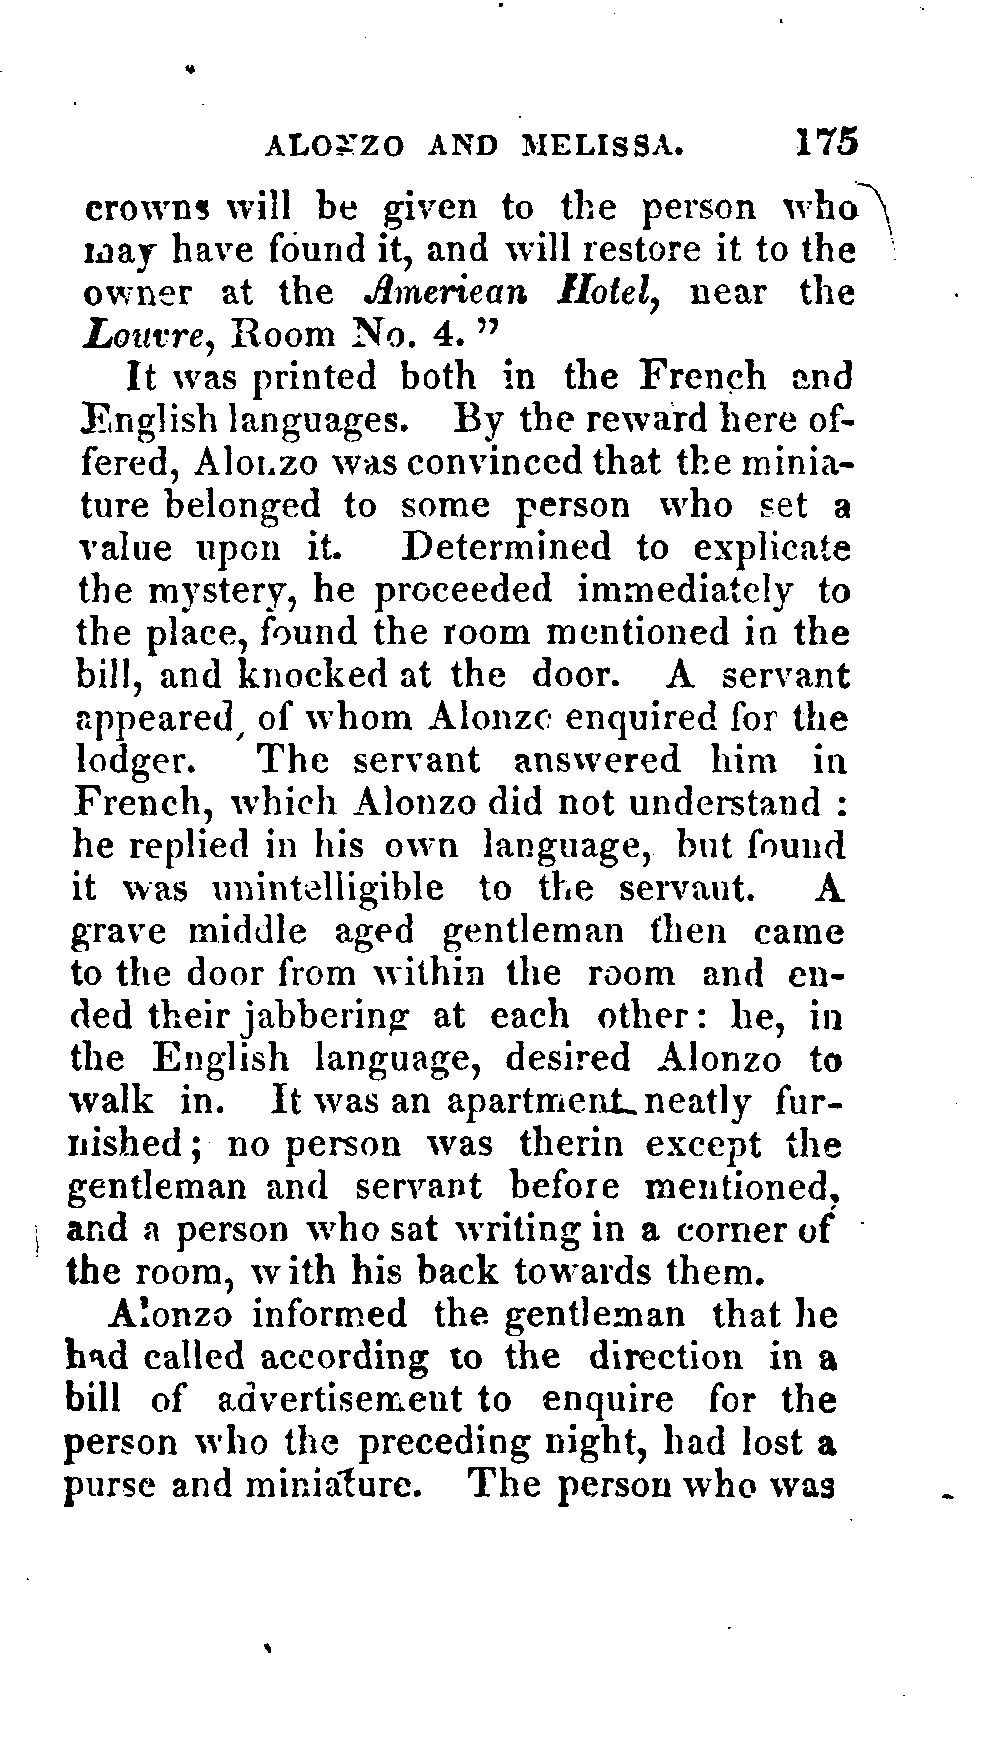 ALONZO AND MELISSA. 175
crowns will be given to the person who
may have found it, and will restore it to the
owner at the Ameriean Hotel, near the
Louvre, Room No. 4. ”
It was printed both in the French and
English languages. By the reward here of-
fered, Alonzo was convinced that the minia-
ture belonged to some person who set a
value upon it. Determined to explicate
the mystery, he proceeded immediately to
the place, found the room mentioned in the
bill, and knocked at the door. A servant
appeared, of whom Alonzo enquired for the
lodger. The servant answered him in
French, which Alonzo did not understand :
he replied in his own language, but found
it was unintelligible to the servant. A
grave middle aged gentleman then came
to the door from within the room and en-
ded their jabbering at each other: he, in
the English language, desired Alonzo to
walk in. It was an apartment neatly fur-
nished; no person was therin except the
gentleman and servant before mentioned,
and a person who sat writing in a corner of
the room, with his back towards them.
Alonzo informed the gentleman that he
had called according to the direction in a
bill of advertisement to enquire for the
person who the preceding night, had lost a
purse and miniature. The person who was